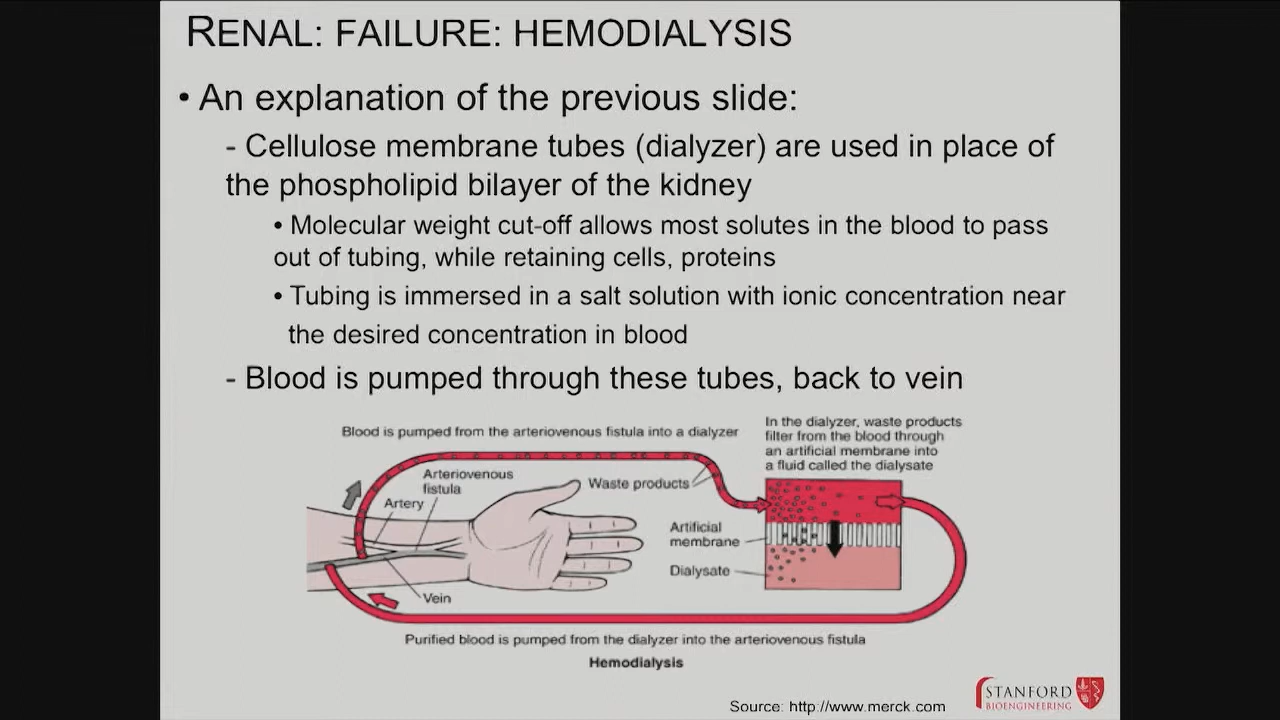 RENAL: FAILURE: HEMODIALYSIS
• An explanation of the previous slide:
- Cellulose membrane tubes (dialyzer) are used in place of
the phospholipid bilayer of the kidney
• Molecular weight cut-off allows most solutes in the blood to pass
out of tubing, while retaining cells, proteins
• Tubing is immersed in a salt solution with ionic concentration near
the desired concentration in blood
- Blood is pumped through these tubes, back to vein
Blood is pumped from the arteriovenous fistula into a dialyzer
In the dialyzer, waste products
filter from the blood through
an artificial membrane into
a fluid called the dialysate
Arteriovenous
fistula
Artery
Waste products
Artificial
membrane
Dialysate
Vein
Purified blood is pumped from the dialyzer into the arteriovenous fistula
Hemodialysis
Source: http://www.merck.com
STANFORD
BIOENGINEERING